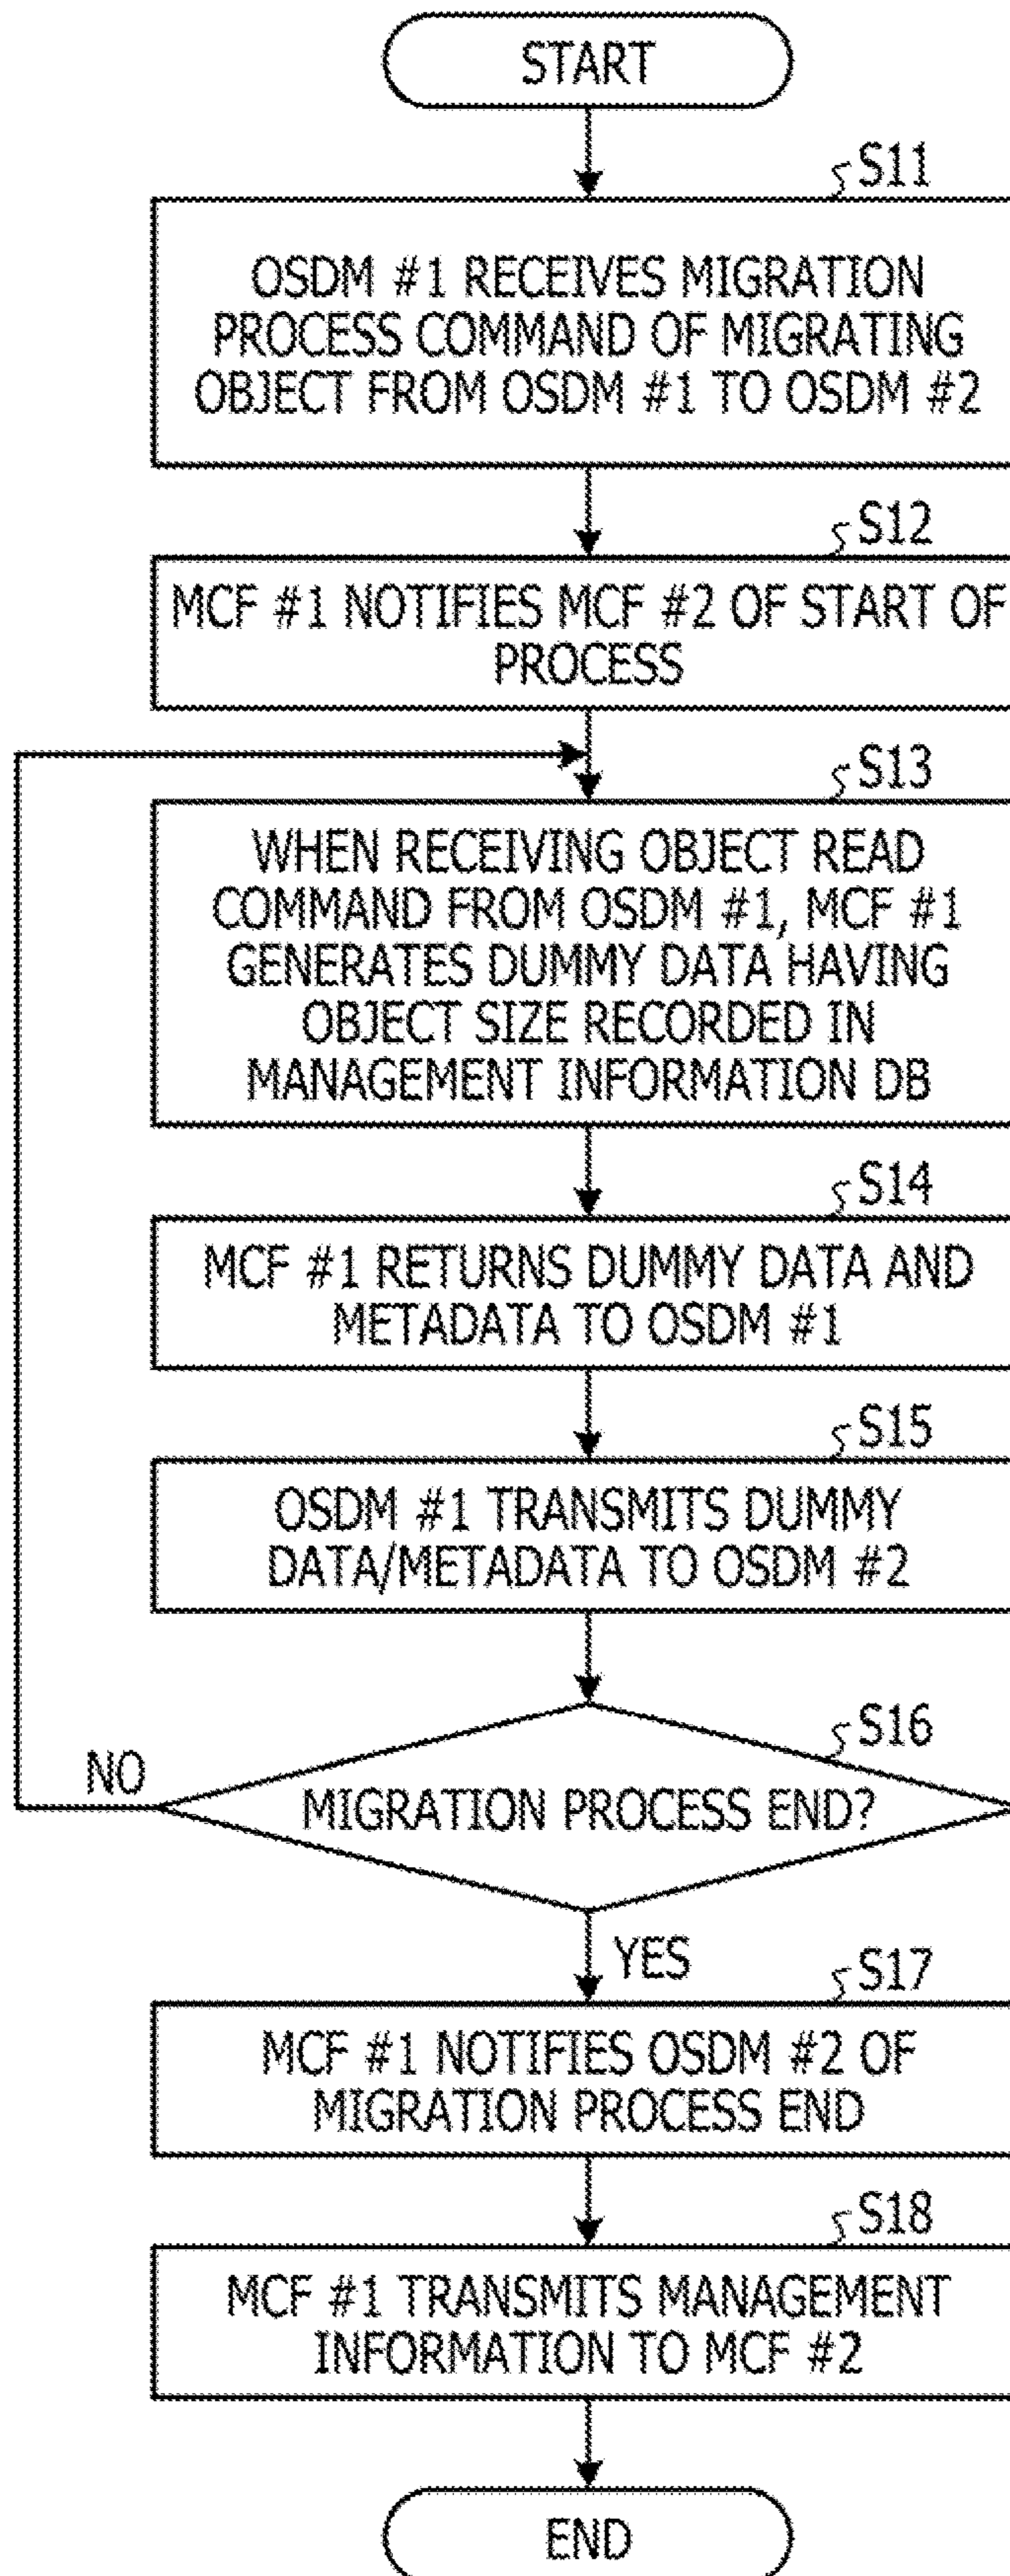 START
S11
OSDM #1 RECEIVES MIGRATION
PROCESS COMMAND OF MIGRATING
OBJECT FROM OSDM #1 TO OSDM #2
S12
MCF #1 NOTIFIES MCF #2 OF START OF
PROCESS
S13
WHEN RECEIVING OBJECT READ
COMMAND FROM OSDM #1, MCF #1
GENERATES DUMMY DATA HAVING
OBJECT SIZE RECORDED IN
MANAGEMENT INFORMATION DB
S14
MCF #1 RETURNS DUMMY DATA AND
METADATA TO OSDM #1
S15
OSDM #1 TRANSMITS DUMMY
DATA/METADATA TO OSDM #2
S16
NO
MIGRATION PROCESS END?
YES
S17
MCF #1 NOTIFIES OSDM #2 OF
MIGRATION PROCESS END
S18
MCF #1 TRANSMITS MANAGEMENT
INFORMATION TO MCF #2
END